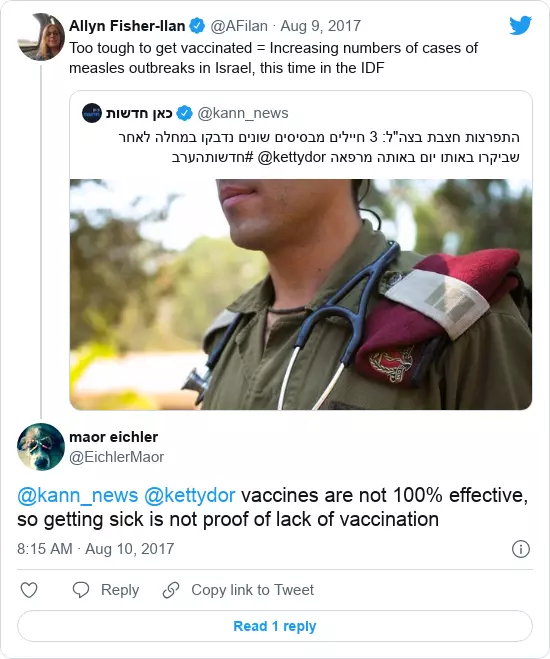 Allyn Fisher-Ilan @AFilan · Aug 9, 2017
Too tough to get vaccinated = Increasing numbers of cases of
measles outbreaks in Israel, this time in the IDF
כאן חדשות @kann_news
התפרצות חצבת בצה"ל: 3 חיילים מבסיסים שונים נדבקו במחלה לאחר
שביקרו באותו יום באותה מרפאה @kettydor #חדשותהערב
maor eichler
@EichlerMaor
@kann_news @kettydor vaccines are not 100% effective,
so getting sick is not proof of lack of vaccination
8:15 AM · Aug 10, 2017
Reply Copy link to Tweet
Read 1 reply